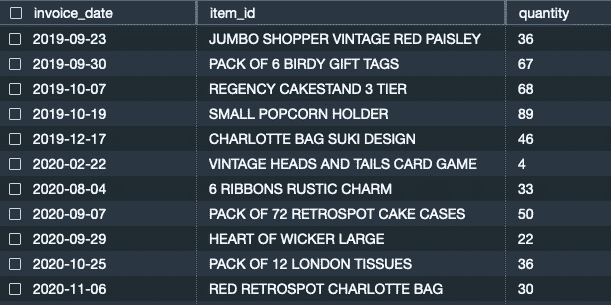 invoice_date item_id quantity
2019-09-23 JUMBO SHOPPER VINTAGE RED PAISLEY 36
2019-09-30 PACK OF 6 BIRDY GIFT TAGS 67
2019-10-07 REGENCY CAKESTAND 3 TIER 68
2019-10-19 SMALL POPCORN HOLDER 89
2019-12-17 CHARLOTTE BAG SUKI DESIGN 46
2020-02-22 VINTAGE HEADS AND TAILS CARD GAME 4
2020-08-04 6 RIBBONS RUSTIC CHARM 33
2020-09-07 PACK OF 72 RETROSPOT CAKE CASES 50
2020-09-29 HEART OF WICKER LARGE 22
2020-10-25 PACK OF 12 LONDON TISSUES 36
2020-11-06 RED RETROSPOT CHARLOTTE BAG 30